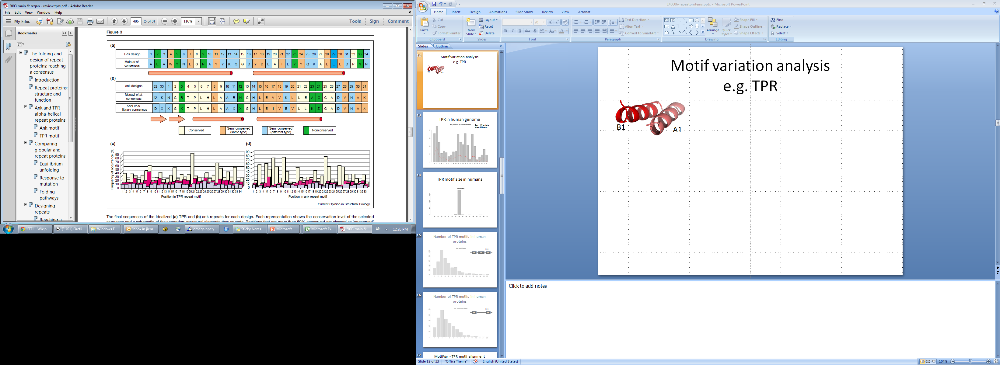 2003 main & regan - review tprs.pdf - Adobe Reader
File Edit View Window Help
My Files
486 (5 of 8)
116%
Tools Sign Comment
Bookmarks
The folding and
design of repeat
proteins: reaching
a consensus
Introduction
Repeat proteins:
structure and
function
Ank and TPR
alpha-helical
repeat proteins
Ank motif
TPR motif
Comparing
globular and
repeat proteins
Equilibrium
unfolding
Response to
mutation
Folding
pathways
Designing
repeats
Reaching a
Figure 3
(a)
TPR design 1 2 3 4 5 6 7 8 9 10 11 12 13 14 15 16 17 18 19 20 21 22 23 24 25 26 27 28 29 30 31 32 33 34
Main et al.
consensus A E A W Y N L G N A Y Y K Q G D Y D E A I E Y Y Q K A L E L D P N N
(b)
ank designs 32 33 1 2 3 4 5 6 7 8 9 10 11 12 13 14 15 16 17 18 19 20 21 22 23 24 25 26 27 28 29 30 31
Mosavi et al.
consensus D K N G R T P L H L A A R N G H L E V V K L L E A G G A D V N A K
Kohl et al.
library consensus D X X G X T P L H L A A X X G H L E I V E V L L K Z G A D V N A X
Conserved
Semi-conserved
(same type)
Semi-conserved
(different type)
Nonconserved
(c)
Frequency of occurrence (%)
90
80
70
60
50
40
30
20
10
0
1 2 3 4 5 6 7 8 9 10 11 12 13 14 15 16 17 18 19 20 21 22 23 24 25 26 27 28 29 30 31 32 33 34
Position in TPR repeat motif
(d)
90
80
70
60
50
40
30
20
10
0
1 2 3 4 5 6 7 8 9 10 11 12 13 14 15 16 17 18 19 20 21 22 23 24 25 26 27 28 29 30 31 32 33
Position in ank repeat motif
Current Opinion in Structural Biology
The final sequences of the idealized (a) TPR and (b) ank repeats for each design. Each representation shows the conservation level of the selected
IFIT1 - Wikip...
[? #01] Firefli...
Windows E...
Inbox in jiem...
omega.hpc.y...
Sticky Notes
Microsoft ...
Microsoft Ex...
2003 main &...
EN
12:26 PM
140606-repeatproteins.pptx - Microsoft PowerPoint
Home Insert Design Animations Slide Show Review View Acrobat
Paste
Cut
Copy
Format Painter
Clipboard
New
Slide
Layout
Reset
Delete
Slides
20
Font
Text Direction
Align Text
Convert to SmartArt
Paragraph
Arrange
Quick
Styles
Shape Fill
Shape Outline
Shape Effects
Drawing
Find
Replace
Select
Editing
Slides Outline
12
Motif variation analysis
e.g. TPR
B1
A1
13
TPR in human genome
tpr proteins by chromosomes
14
TPR motif size in humans
15
Number of TPR motifs in human
proteins
16
Number of TPR motifs in human
proteins
17
MotifVar - TPR motif alignment
Motif variation analysis
e.g. TPR
B1
A1
Click to add notes
Slide 12 of 33
"Office Theme"
English (United States)
104%